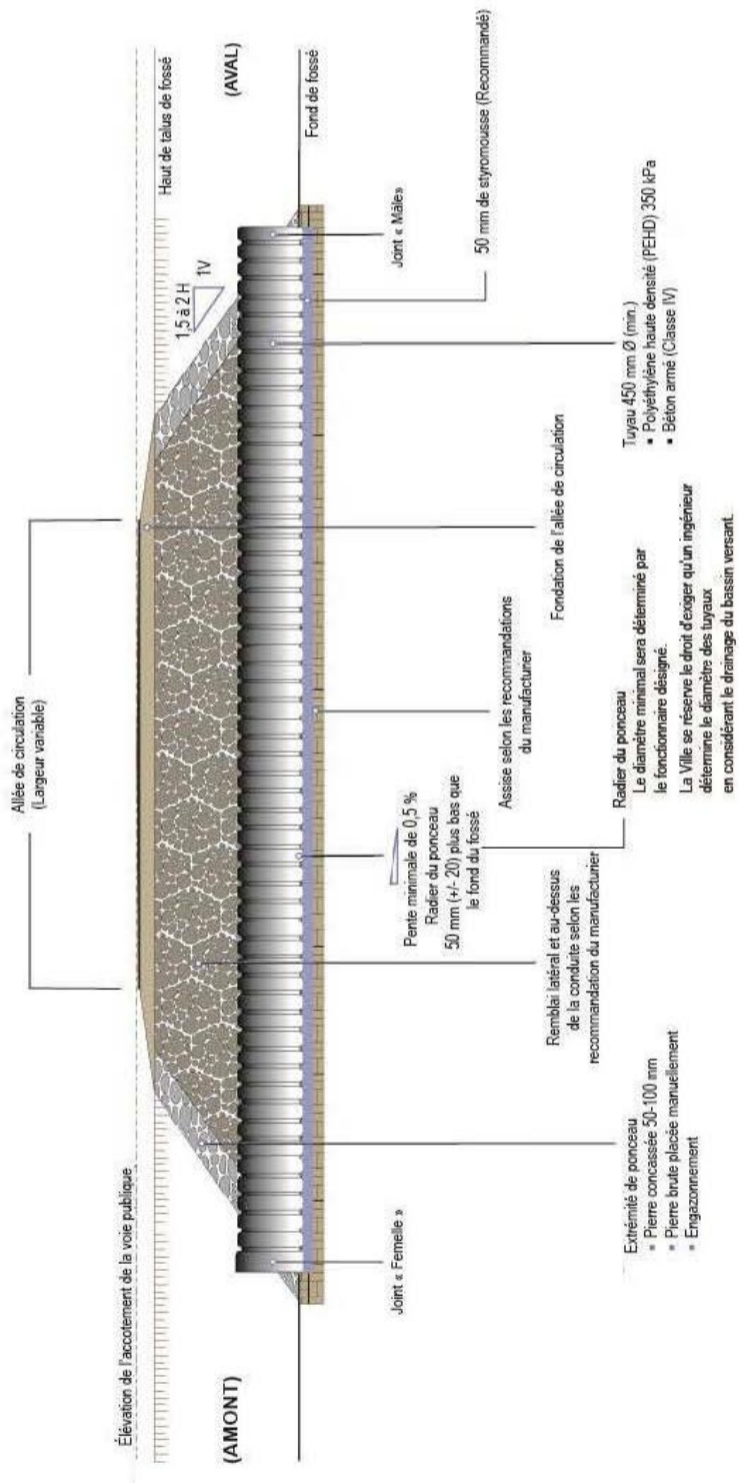 Allée de circulation
(Largeur variable)
Élévation de l'accotement de la voie publique
Haut de talus de fossé
1,5 à 2 H
1V
(AMONT)
(AVAL)
Fond de fossé
Joint « Femelle »
Joint « Mâle»
50 mm de styromousse (Recommandé)
Pente minimale de 0,5 %
Radier du ponceau
50 mm (+/- 20) plus bas que
le fond du fossé
Assise selon les recommandations
du manufacturier
Fondation de l'allée de circulation
Remblai latéral et au-dessus
de la conduite selon les
recommandation du manufacturier
Extrémité de ponceau
▪ Pierre concassée 50-100 mm
▪ Pierre brute placée manuellement
▪ Engazonnement
Radier du ponceau
Le diamètre minimal sera déterminé par
le fonctionnaire désigné.
La Ville se réserve le droit d'exiger qu'un ingénieur
détermine le diamètre des tuyaux
en considérant le drainage du bassin versant.
Tuyau 450 mm Ø (min.)
▪ Polyéthylène haute densité (PEHD) 350 kPa
▪ Béton armé (Classe IV)